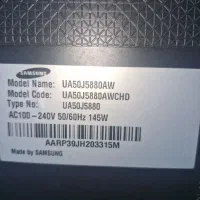 SAMSUNG
Model Name: UA50J5880AW
Model Code: UA50J5880AWCHD
Type No: UA50J5880
AC100-240V 50/60Hz 145W
AARP39JH203315M
Made by SAMSUNG